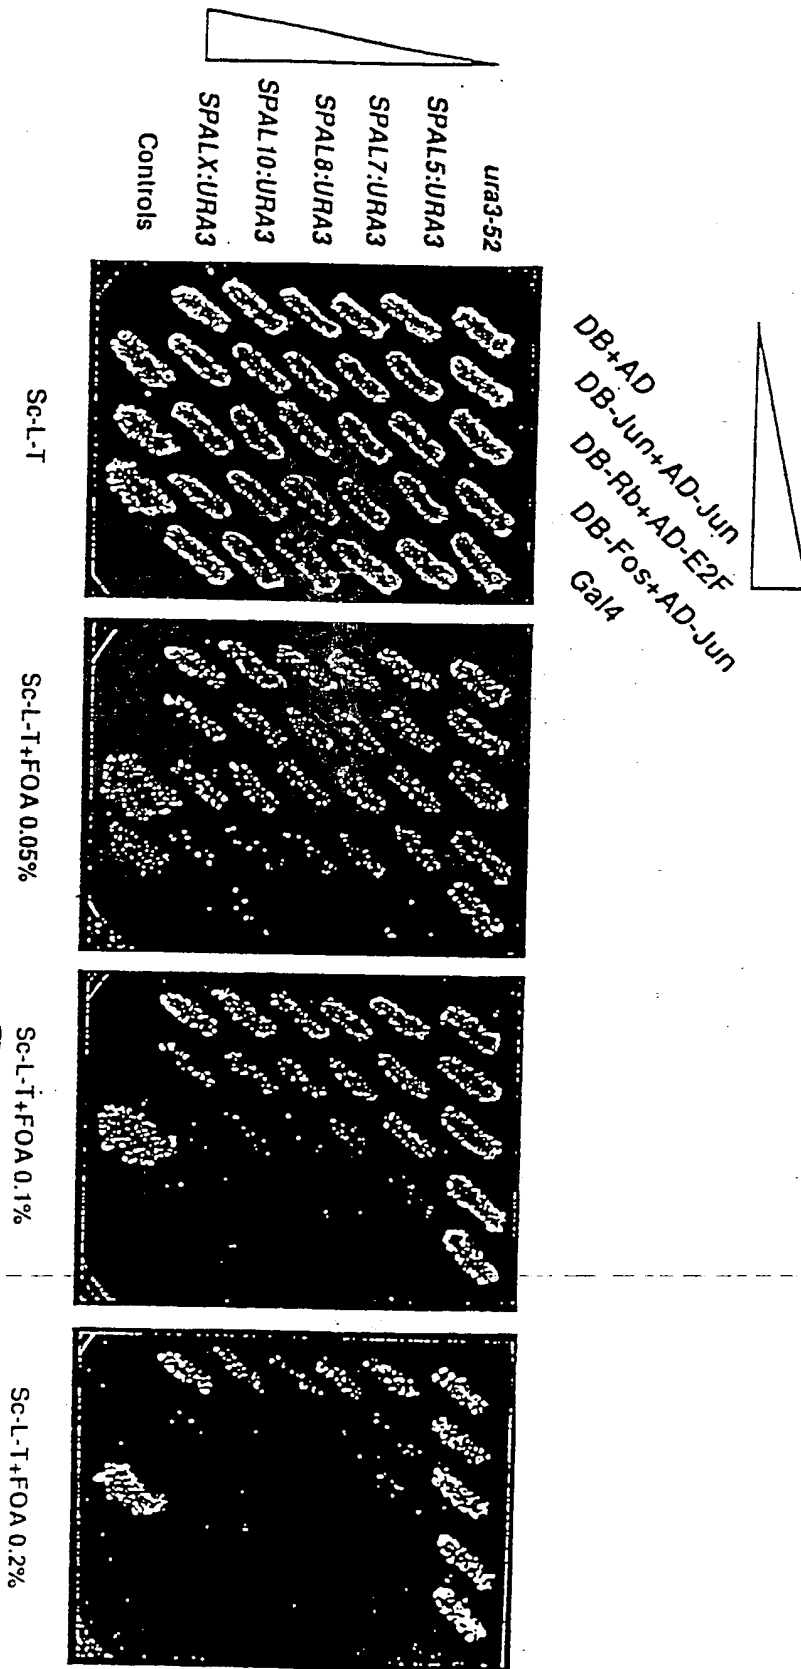 ura3-52
SPAL5:URA3
SPAL7:URA3
SPAL8:URA3
SPAL10:URA3
SPALX:URA3
Controls
DB+AD
DB-Jun+AD-Jun
DB-Rb+AD-E2F
DB-Fos+AD-Jun
Gal4
Sc-L-T
Sc-L-T+FOA 0.05%
Sc-L-T+FOA 0.1%
Sc-L-T+FOA 0.2%